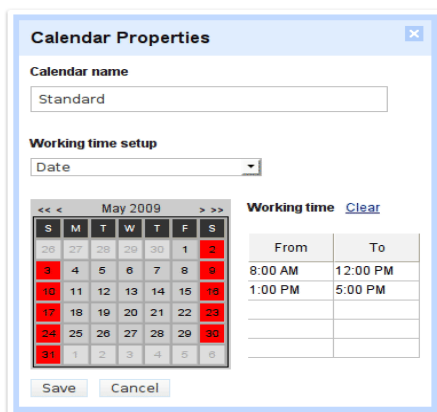 Calendar Properties
Calendar name
Standard
Working time setup
Date
<< < May 2009 > >>
S M T W T F S
26 27 28 29 30 1 2
3 4 5 6 7 8 9
10 11 12 13 14 15 16
17 18 19 20 21 22 23
24 25 26 27 28 29 30
31 1 2 3 4 5 6
Working time Clear
From To
8:00 AM 12:00 PM
1:00 PM 5:00 PM
Save Cancel